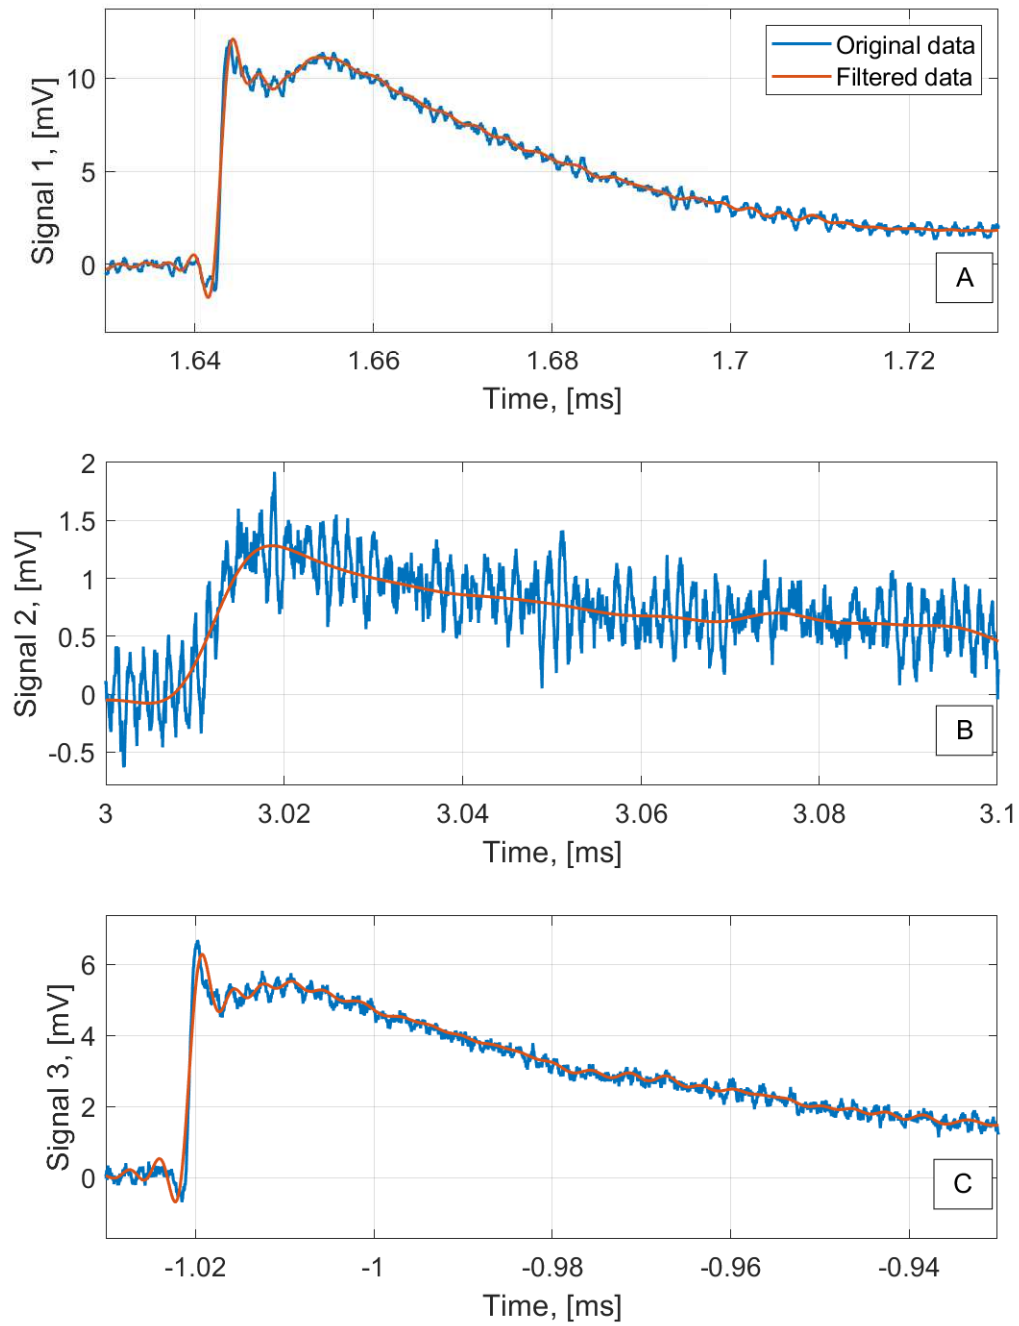 Original data
Filtered data
Signal 1, [mV]
10
5
0
A
1.64 1.66 1.68 1.7 1.72
Time, [ms]
Signal 2, [mV]
2
1.5
1
0.5
0
-0.5
B
3 3.02 3.04 3.06 3.08 3.1
Time, [ms]
Signal 3, [mV]
6
4
2
0
C
-1.02 -1 -0.98 -0.96 -0.94
Time, [ms]